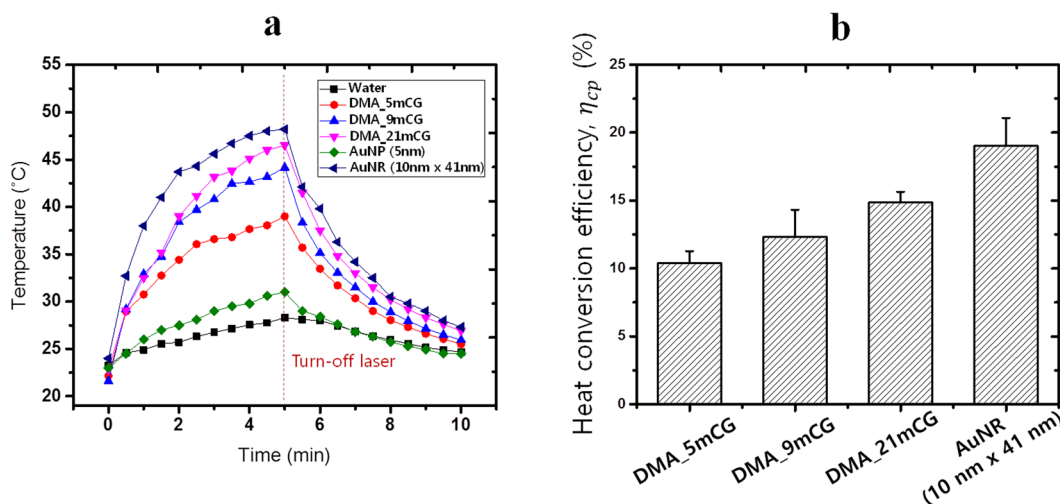 a
Temperature (°C)
55
50
45
40
35
30
25
20
Water
DMA_5mCG
DMA_9mCG
DMA_21mCG
AuNP (5nm)
AuNR (10nm x 41nm)
Turn-off laser
0 2 4 6 8 10
Time (min)
b
Heat conversion efficiency, η_cp (%)
25
20
15
10
5
0
DMA_5mCG
DMA_9mCG
DMA_21mCG
AuNR
(10 nm x 41 nm)